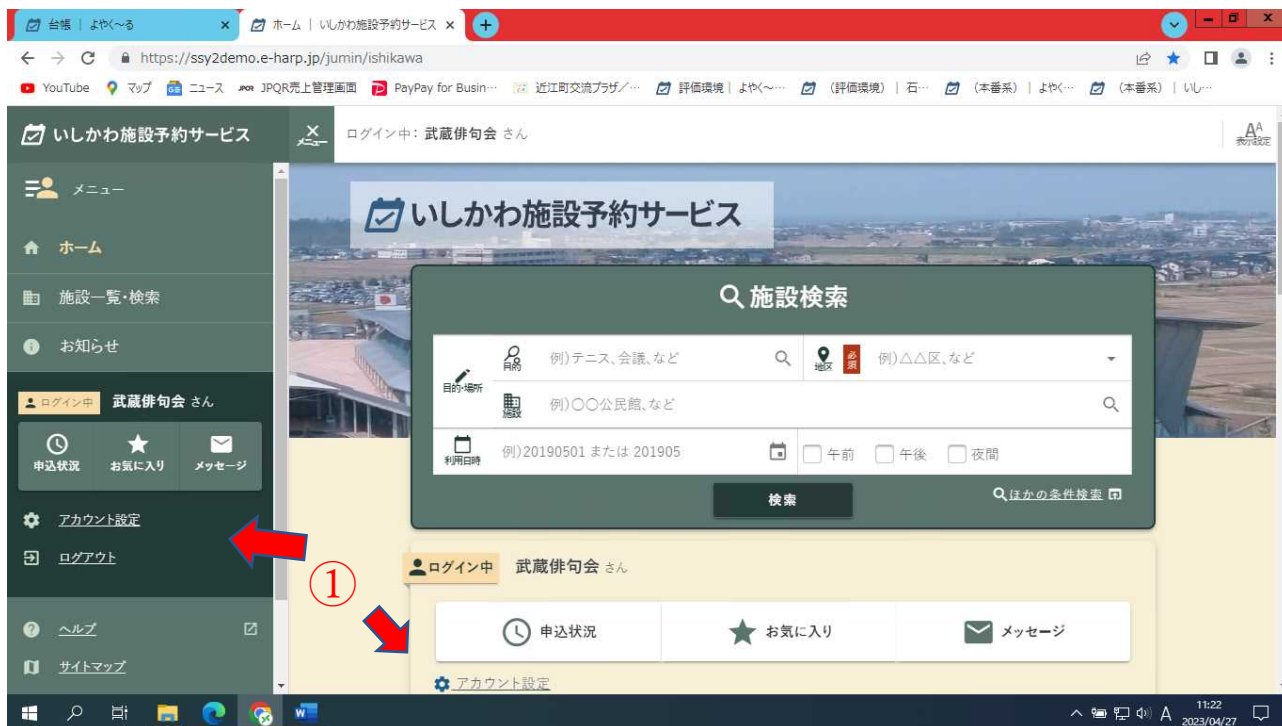 台帳 | よやく～る
ホーム | いしかわ施設予約サービス
https://ssy2demo.e-harp.jp/jumin/ishikawa
YouTube マップ ニュース JPQR売上管理画面 PayPay for Busin… 近江町交流プラザ／… 評価環境 | よやく～… （評価環境） | 石… （本番系） | よやく… （本番系） | いし…
いしかわ施設予約サービス
メニュー
ログイン中: 武蔵俳句会 さん
AA
表示設定
メニュー
ホーム
施設一覧・検索
お知らせ
ログイン中 武蔵俳句会 さん
申込状況 お気に入り メッセージ
アカウント設定
ログアウト
ヘルプ
サイトマップ
いしかわ施設予約サービス
施設検索
目的・場所
目的 例)テニス、会議、など
地区 必須 例)△△区、など
施設 例)〇〇公民館、など
利用日時 例)20190501 または 201905
午前 午後 夜間
検索
ほかの条件検索
ログイン中 武蔵俳句会 さん
①
申込状況 お気に入り メッセージ
アカウント設定
A
11:22
2023/04/27